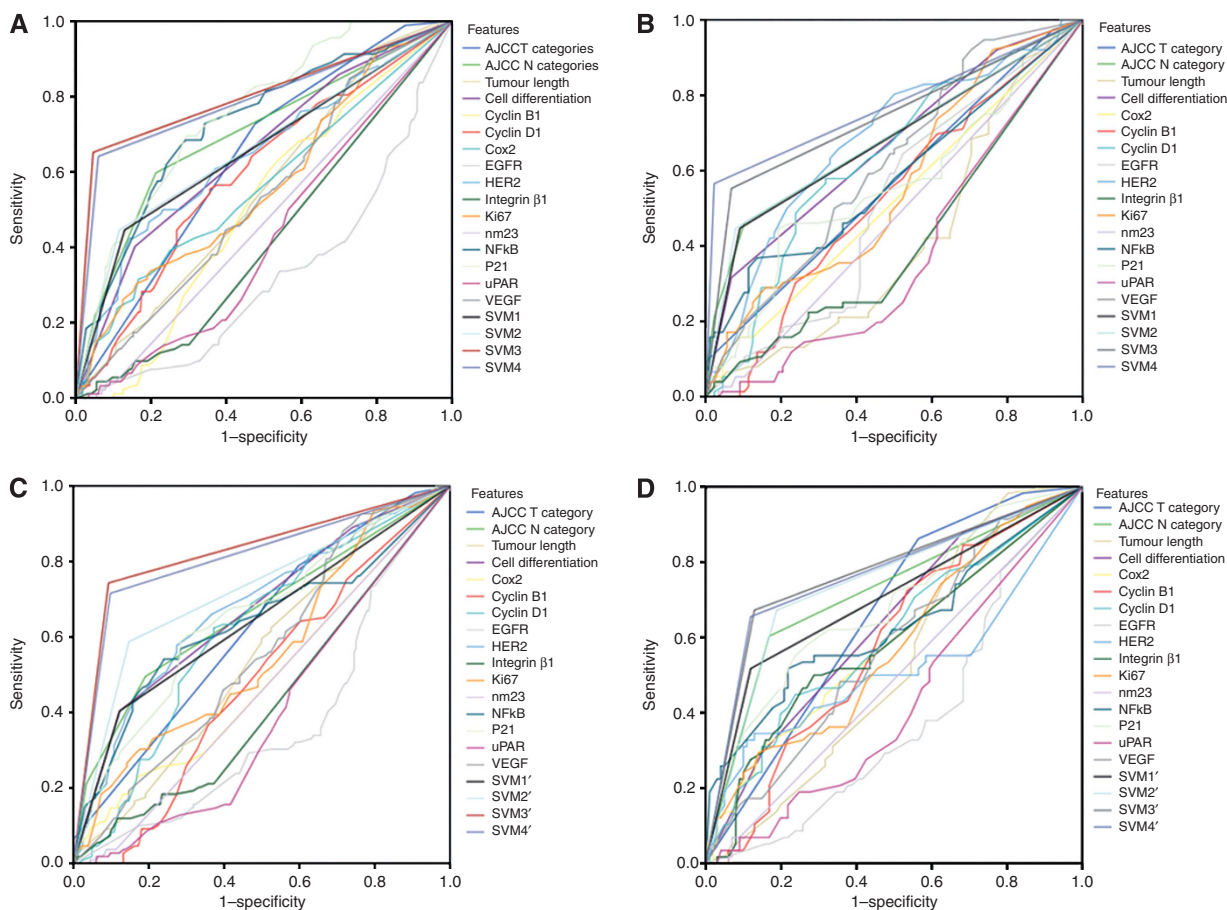 A
Features
AJCCT categories
AJCC N categories
Tumour length
Cell differentiation
Cyclin B1
Cyclin D1
Cox2
EGFR
HER2
Integrin β1
Ki67
nm23
NFkB
P21
uPAR
VEGF
SVM1
SVM2
SVM3
SVM4
Sensitivity
1.0
0.8
0.6
0.4
0.2
0.0
0.0 0.2 0.4 0.6 0.8 1.0
1–specificity
B
Features
AJCC T category
AJCC N category
Tumour length
Cell differentiation
Cox2
Cyclin B1
Cyclin D1
EGFR
HER2
Integrin β1
Ki67
nm23
NFkB
P21
uPAR
VEGF
SVM1
SVM2
SVM3
SVM4
Sensitivity
1.0
0.8
0.6
0.4
0.2
0.0
0.0 0.2 0.4 0.6 0.8 1.0
1–specificity
C
Features
AJCC T category
AJCC N category
Tumour length
Cell differentiation
Cox2
Cyclin B1
Cyclin D1
EGFR
HER2
Integrin β1
Ki67
nm23
NFkB
P21
uPAR
VEGF
SVM1′
SVM2′
SVM3′
SVM4′
Sensitivity
1.0
0.8
0.6
0.4
0.2
0.0
0.0 0.2 0.4 0.6 0.8 1.0
1–specificity
D
Features
AJCC T category
AJCC N category
Tumour length
Cell differentiation
Cox2
Cyclin B1
Cyclin D1
EGFR
HER2
Integrin β1
Ki67
nm23
NFkB
P21
uPAR
VEGF
SVM1′
SVM2′
SVM3′
SVM4′
Sensitivity
1.0
0.8
0.6
0.4
0.2
0.0
0.0 0.2 0.4 0.6 0.8 1.0
1–specificity